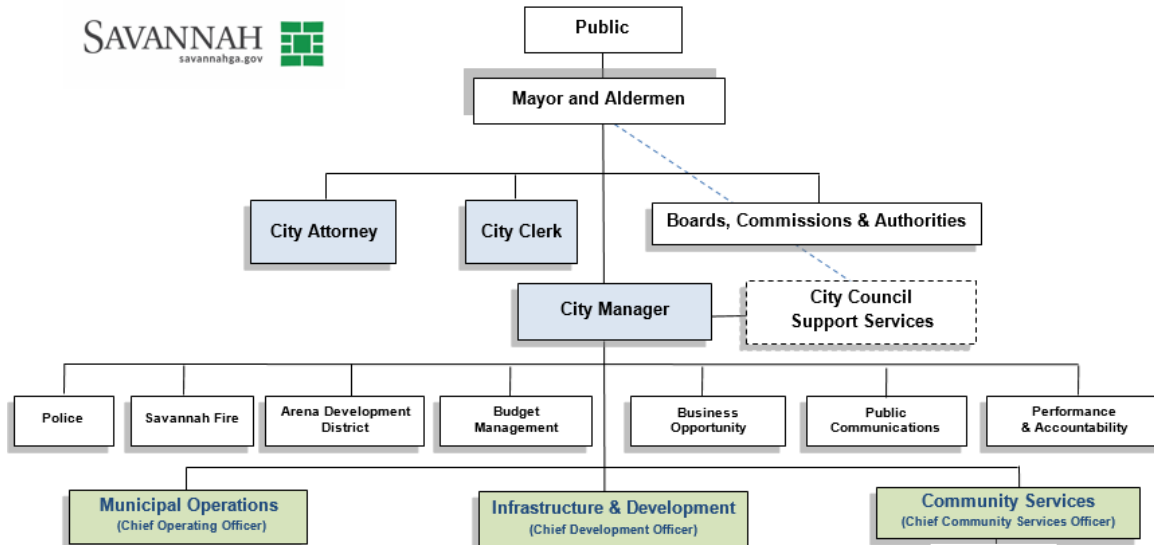 SAVANNAH
savannahga.gov
Public
Mayor and Aldermen
City Attorney
City Clerk
Boards, Commissions & Authorities
City Manager
City Council
Support Services
Police
Savannah Fire
Arena Development
District
Budget
Management
Business
Opportunity
Public
Communications
Performance
& Accountability
Municipal Operations
(Chief Operating Officer)
Infrastructure & Development
(Chief Development Officer)
Community Services
(Chief Community Services Officer)